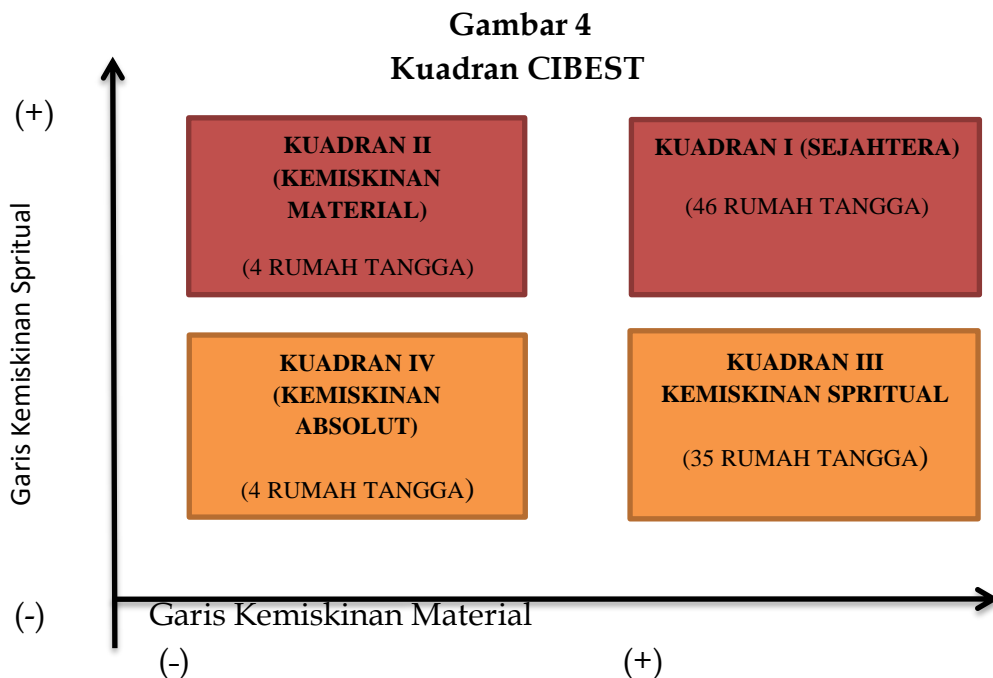 Gambar 4
Kuadran CIBEST
(+)
Garis Kemiskinan Spritual
KUADRAN II
(KEMISKINAN
MATERIAL)
(4 RUMAH TANGGA)
KUADRAN I (SEJAHTERA)
(46 RUMAH TANGGA)
KUADRAN IV
(KEMISKINAN
ABSOLUT)
(4 RUMAH TANGGA)
KUADRAN III
KEMISKINAN SPRITUAL
(35 RUMAH TANGGA)
(-)
Garis Kemiskinan Material
(-)
(+)